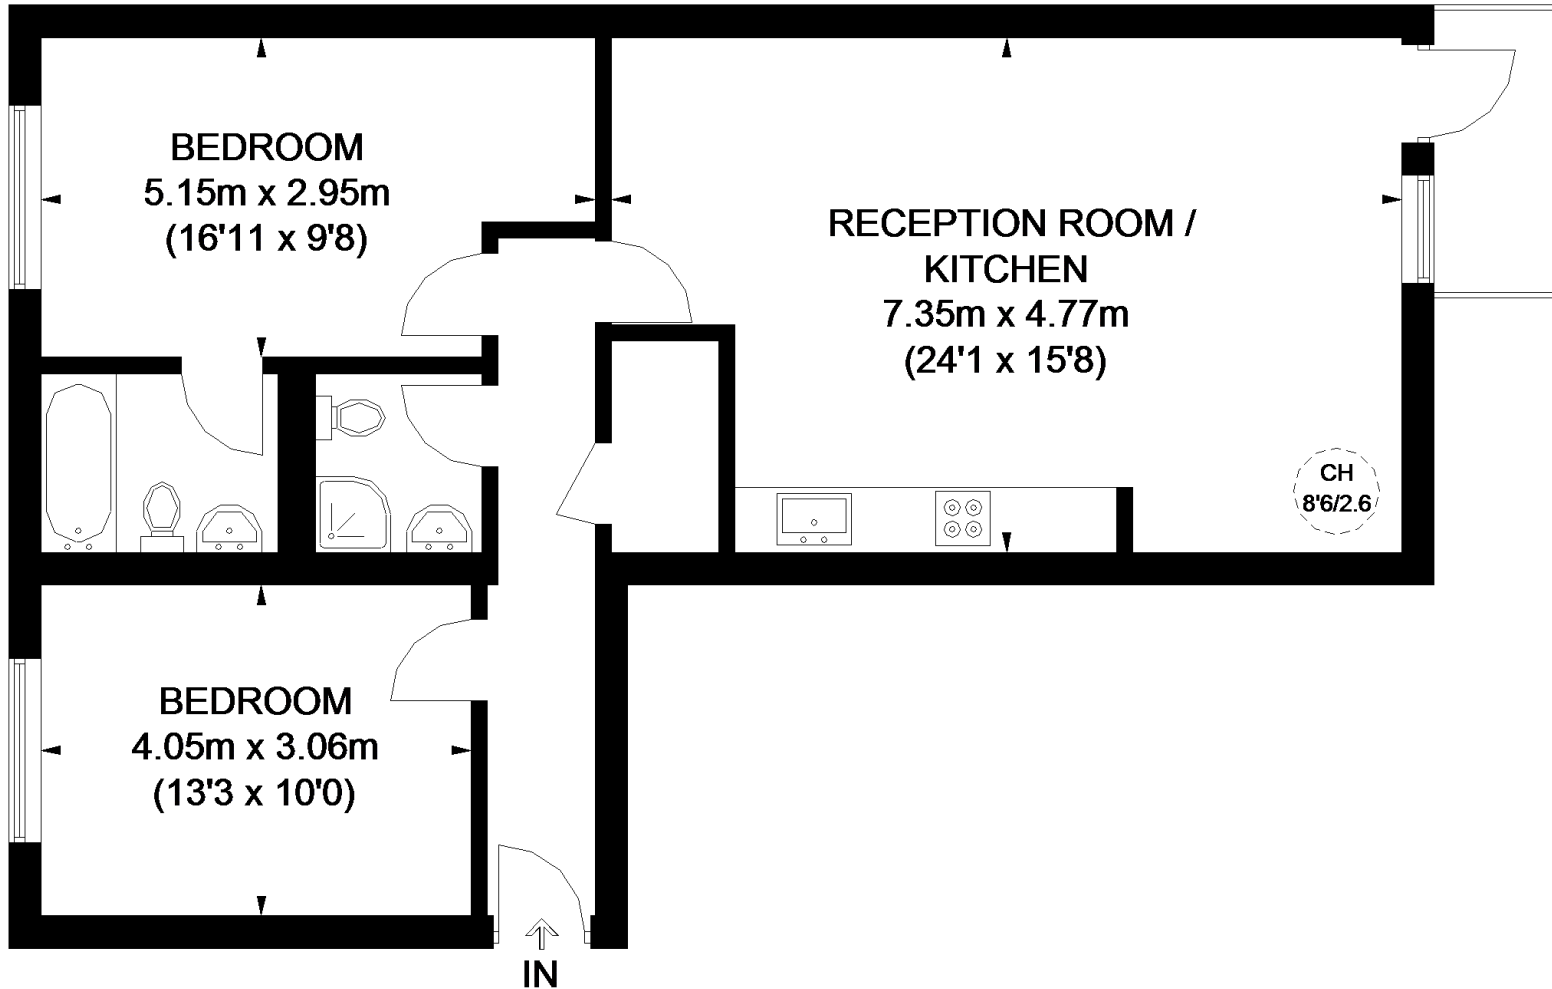 BEDROOM
5.15m x 2.95m
(16'11 x 9'8)
RECEPTION ROOM /
KITCHEN
7.35m x 4.77m
(24'1 x 15'8)
CH
8'6/2.6
BEDROOM
4.05m x 3.06m
(13'3 x 10'0)
IN